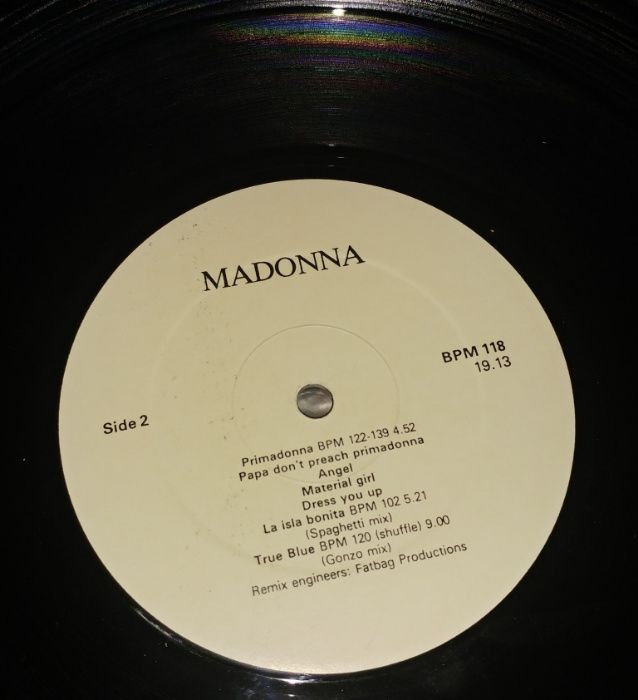 MADONNA
BPM 118
19.13
Side 2
Primadonna BPM 122-139 4.52
Papa don't preach primadonna
Angel
Material girl
Dress you up
La isla bonita BPM 102 5.21
(Spaghetti mix)
True Blue BPM 120 (shuffle) 9.00
(Gonzo mix)
Remix engineers: Fatbag Productions